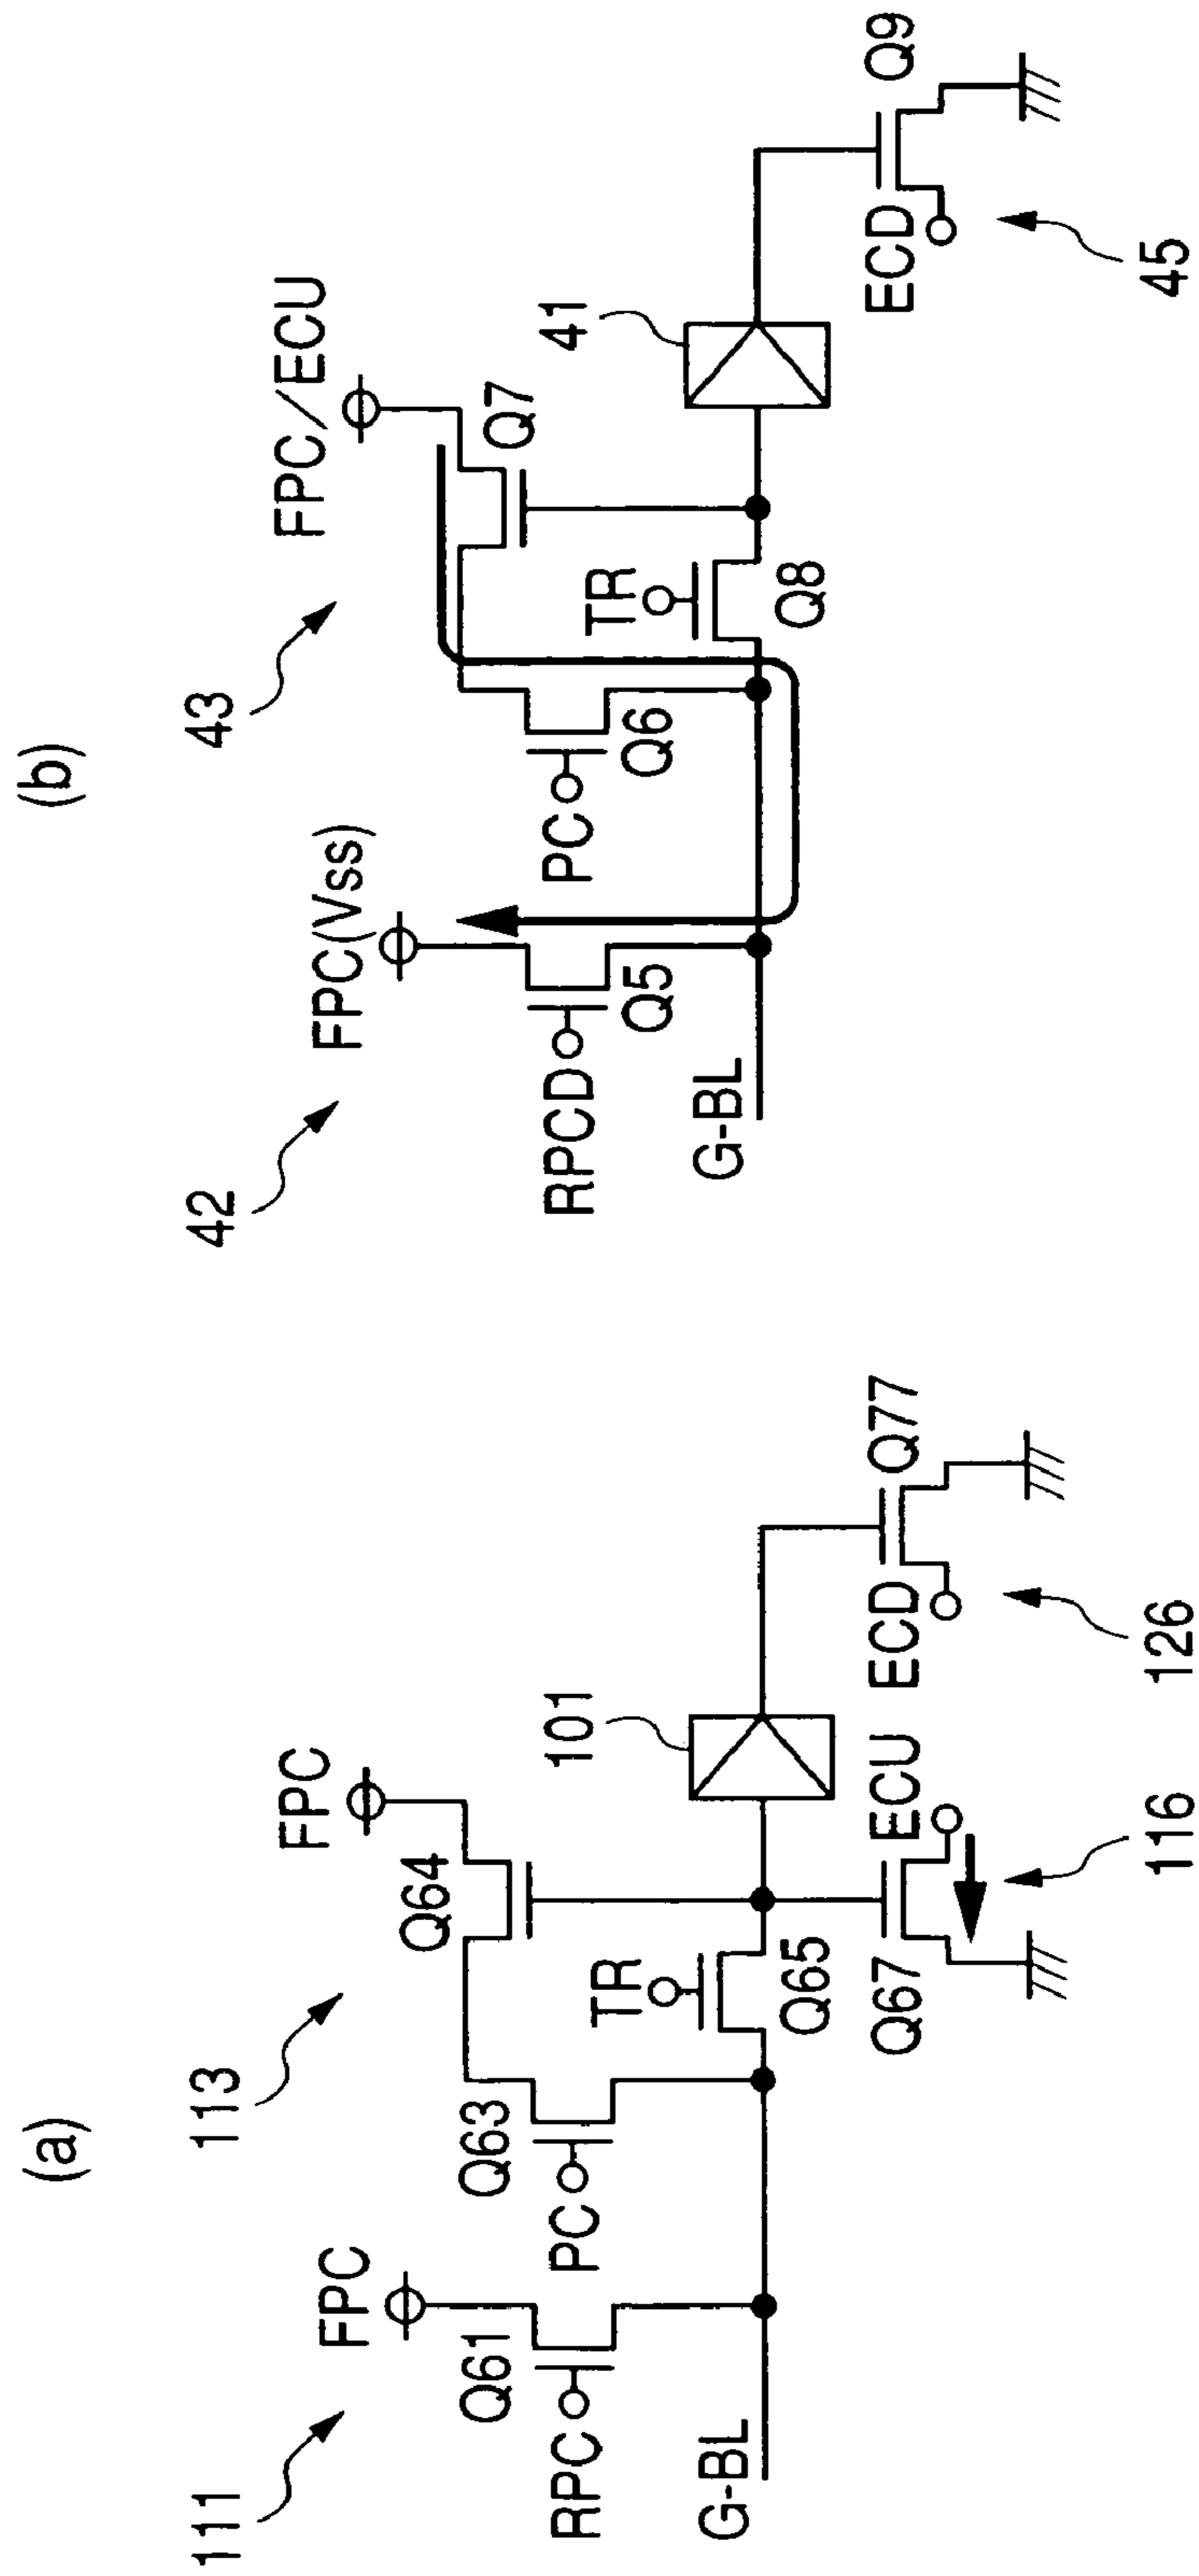 (a)
111
113
FPC
FPC
Q61
RPC
Q63
PC
Q64
TR
Q65
101
G-BL
Q67
ECU
116
ECD
Q77
126
(b)
42
43
FPC(Vss)
FPC/ECU
RPCD
Q5
PC
Q6
Q7
TR
Q8
41
G-BL
ECD
Q9
45